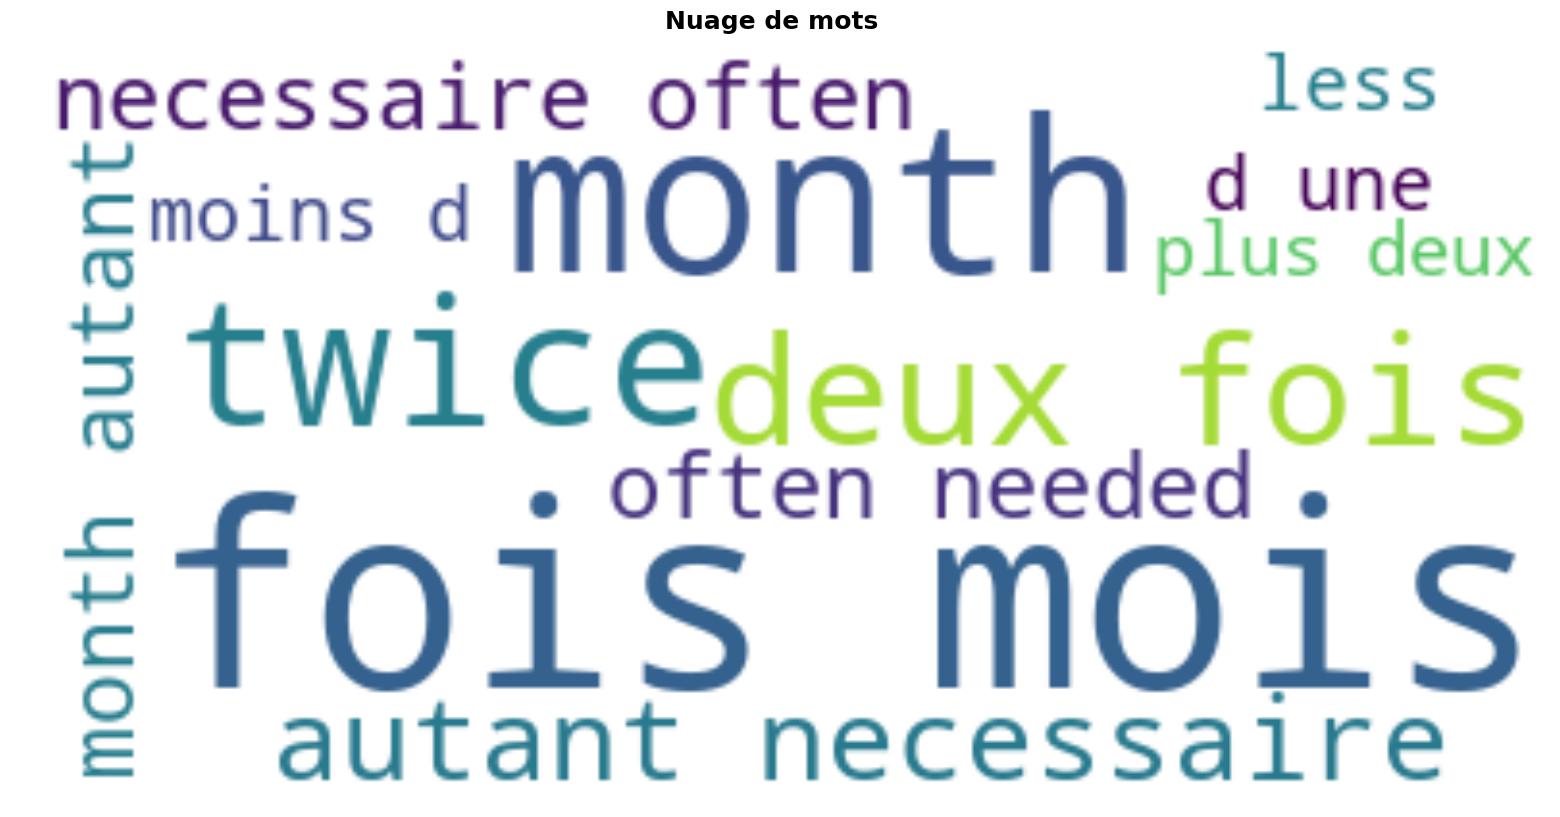 Nuage de mots
necessaire often
less
month autant
moins d
month
d une
plus deux
twice
deux fois
often needed
fois mois
autant necessaire